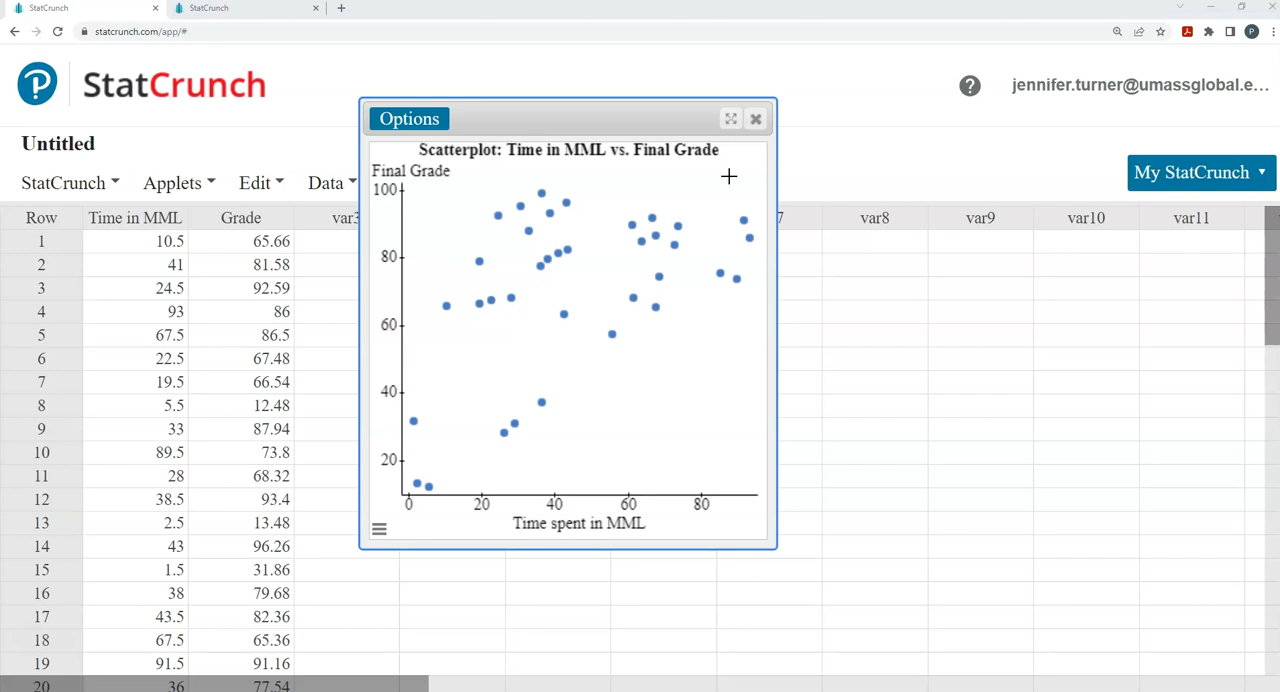 StatCrunch
StatCrunch
statcrunch.com/app/#
P
P StatCrunch
jennifer.turner@umassglobal.e...
Untitled
StatCrunch Applets Edit Data
My StatCrunch
Options
Scatterplot: Time in MML vs. Final Grade
Final Grade
100
80
60
40
20
0 20 40 60 80
Time spent in MML
Row Time in MML Grade var3 7 var8 var9 var10 var11
1 10.5 65.66
2 41 81.58
3 24.5 92.59
4 93 86
5 67.5 86.5
6 22.5 67.48
7 19.5 66.54
8 5.5 12.48
9 33 87.94
10 89.5 73.8
11 28 68.32
12 38.5 93.4
13 2.5 13.48
14 43 96.26
15 1.5 31.86
16 38 79.68
17 43.5 82.36
18 67.5 65.36
19 91.5 91.16
20 36 77.54